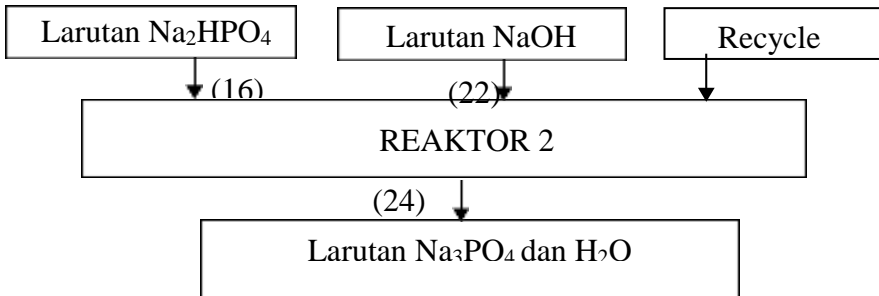 Larutan Na₂HPO₄ Larutan NaOH Recycle
(16) (22)
REAKTOR 2
(24)
Larutan Na₃PO₄ dan H₂O